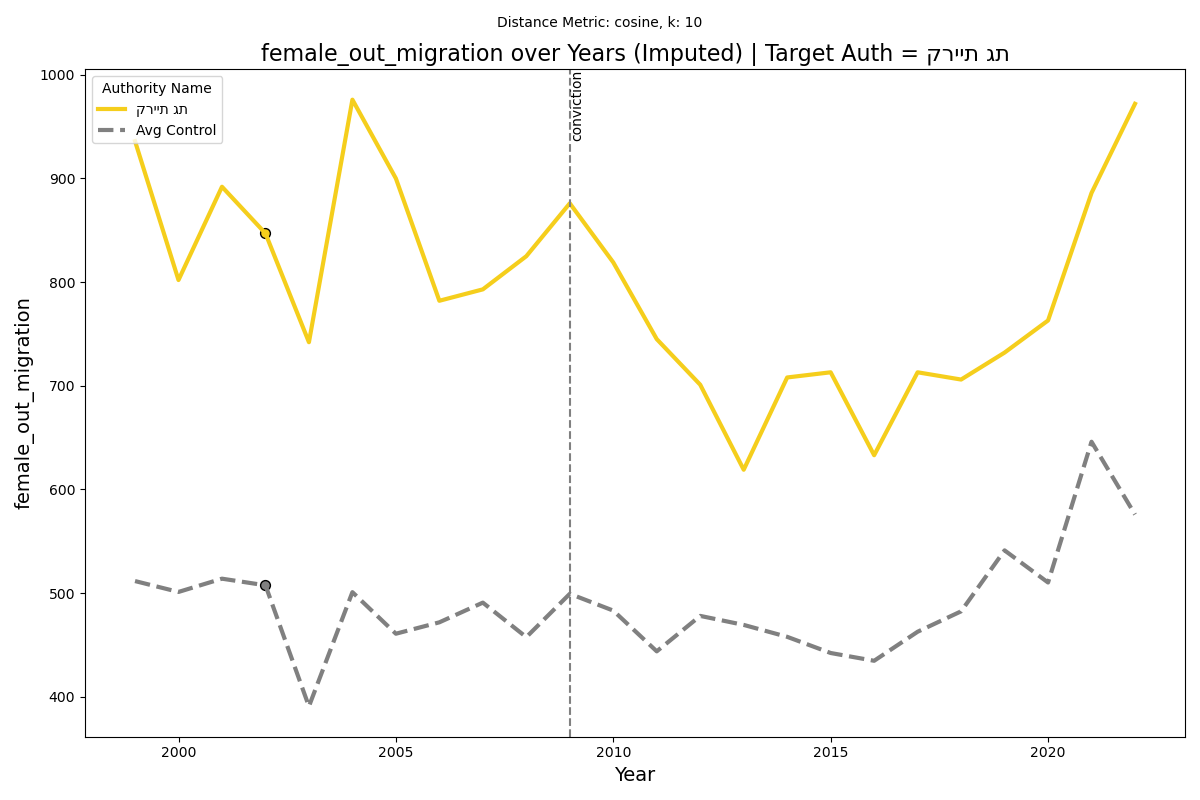 Distance Metric: cosine, k: 10
female_out_migration over Years (Imputed) | Target Auth = קריית גת
Authority Name
קריית גת
Avg Control
conviction
female_out_migration
1000
900
800
700
600
500
400
2000
2005
2010
2015
2020
Year